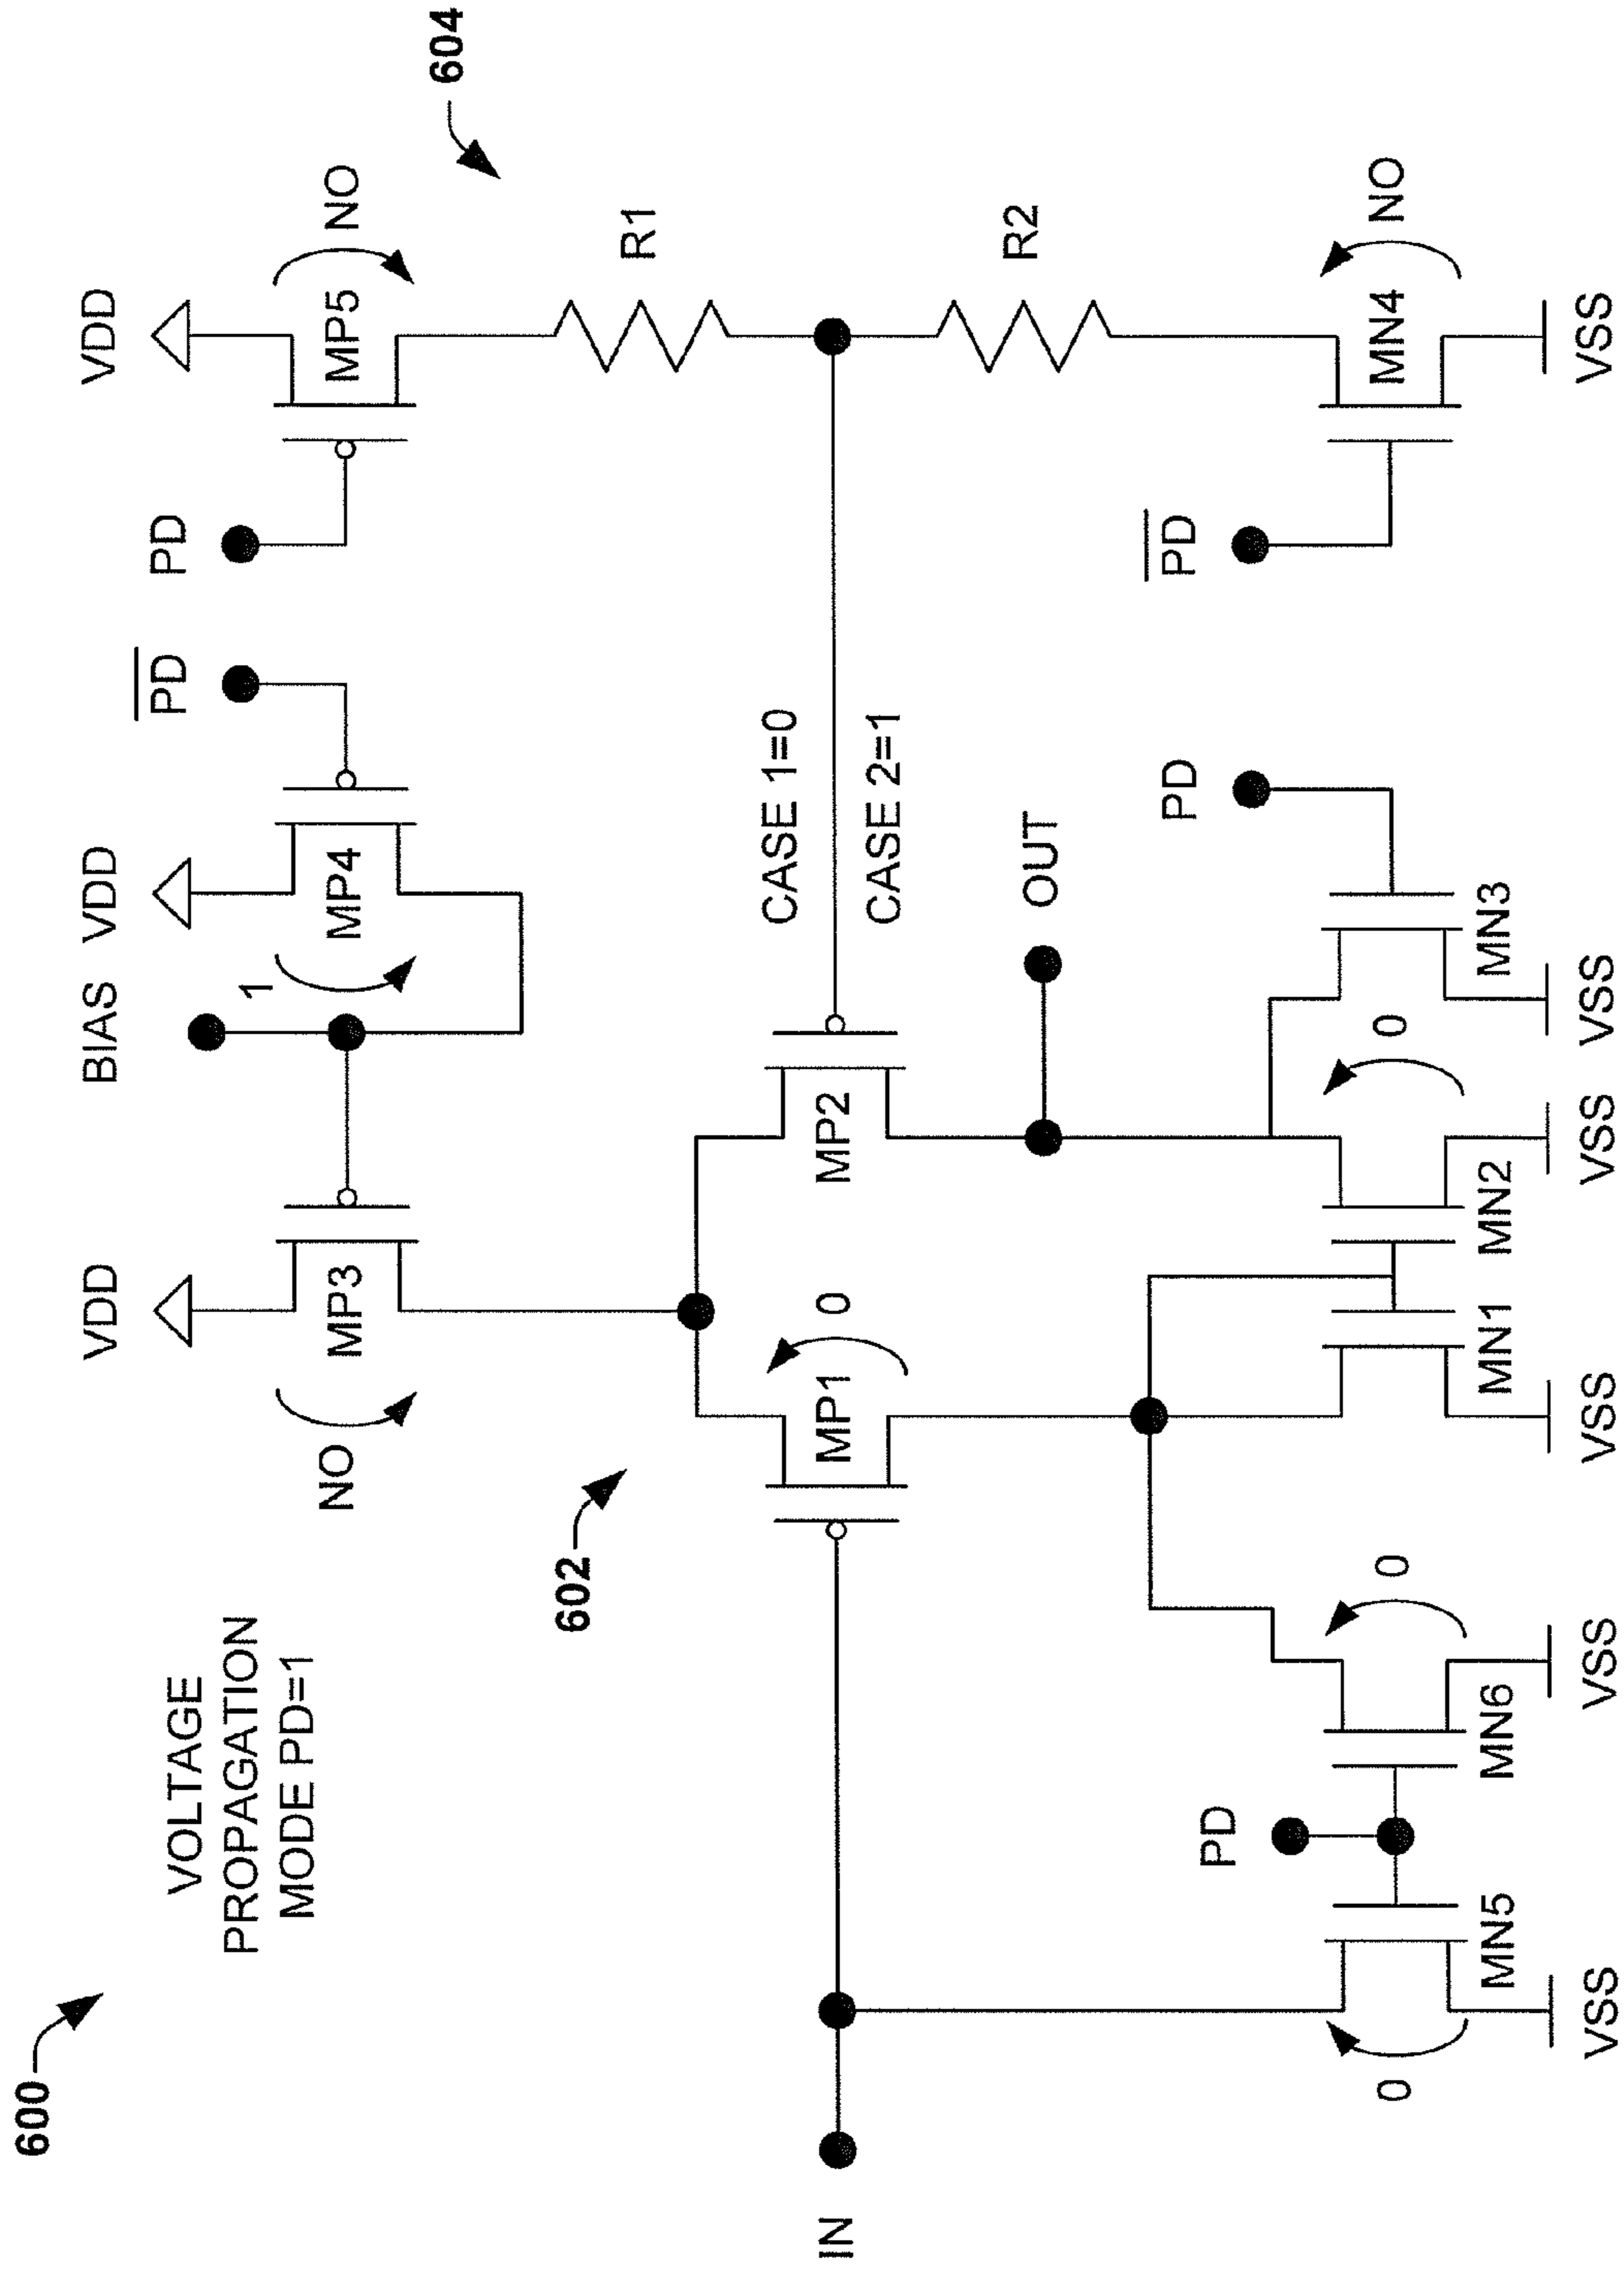 600
VOLTAGE
PROPAGATION
MODE PD=1
VDD
BIAS
VDD
PD
PD
VDD
604
1
NO
MP3
MP4
MP5
NO
602
R1
CASE 1=0
CASE 2=1
MP1
0
MP2
IN
OUT
R2
PD
PD
PD
0
MN5
MN6
0
MN1
MN2
0
MN3
MN4
NO
VSS
VSS
VSS
VSS
VSS
VSS